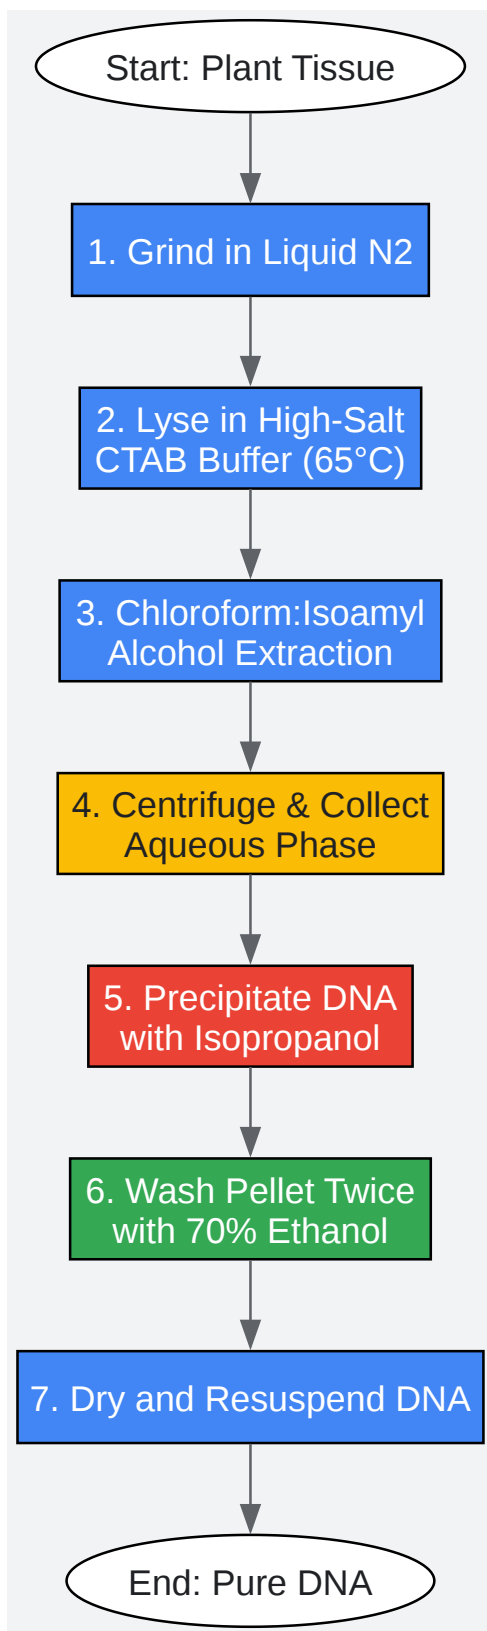 Start: Plant Tissue
1. Grind in Liquid N2
2. Lyse in High-Salt
CTAB Buffer (65°C)
3. Chloroform:Isoamyl
Alcohol Extraction
4. Centrifuge & Collect
Aqueous Phase
5. Precipitate DNA
with Isopropanol
6. Wash Pellet Twice
with 70% Ethanol
7. Dry and Resuspend DNA
End: Pure DNA